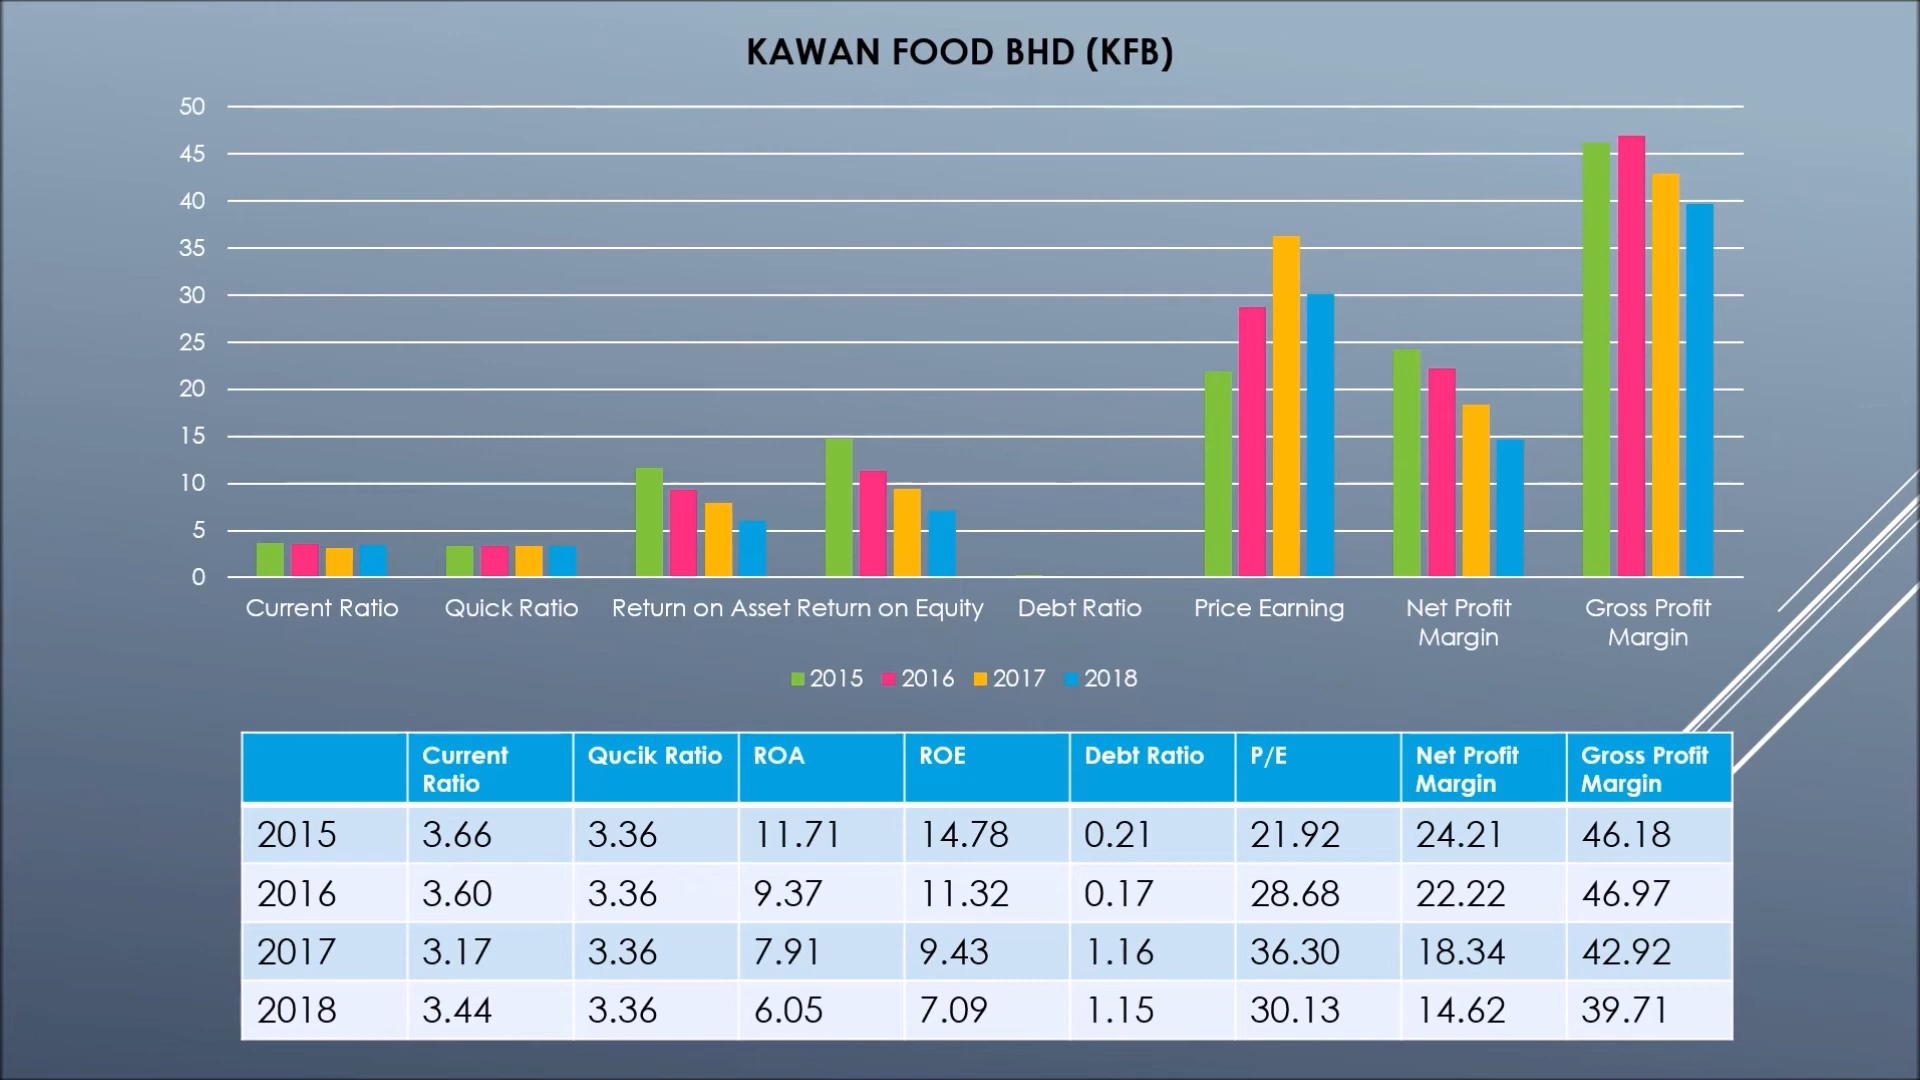 KAWAN FOOD BHD (KFB)
50
45
40
35
30
25
20
15
10
5
0
Current Ratio Quick Ratio Return on Asset Return on Equity Debt Ratio Price Earning Net Profit Gross Profit
Margin Margin
2015 2016 2017 2018
Current Qucik Ratio ROA ROE Debt Ratio P/E Net Profit Gross Profit
Ratio Margin Margin
2015 3.66 3.36 11.71 14.78 0.21 21.92 24.21 46.18
2016 3.60 3.36 9.37 11.32 0.17 28.68 22.22 46.97
2017 3.17 3.36 7.91 9.43 1.16 36.30 18.34 42.92
2018 3.44 3.36 6.05 7.09 1.15 30.13 14.62 39.71